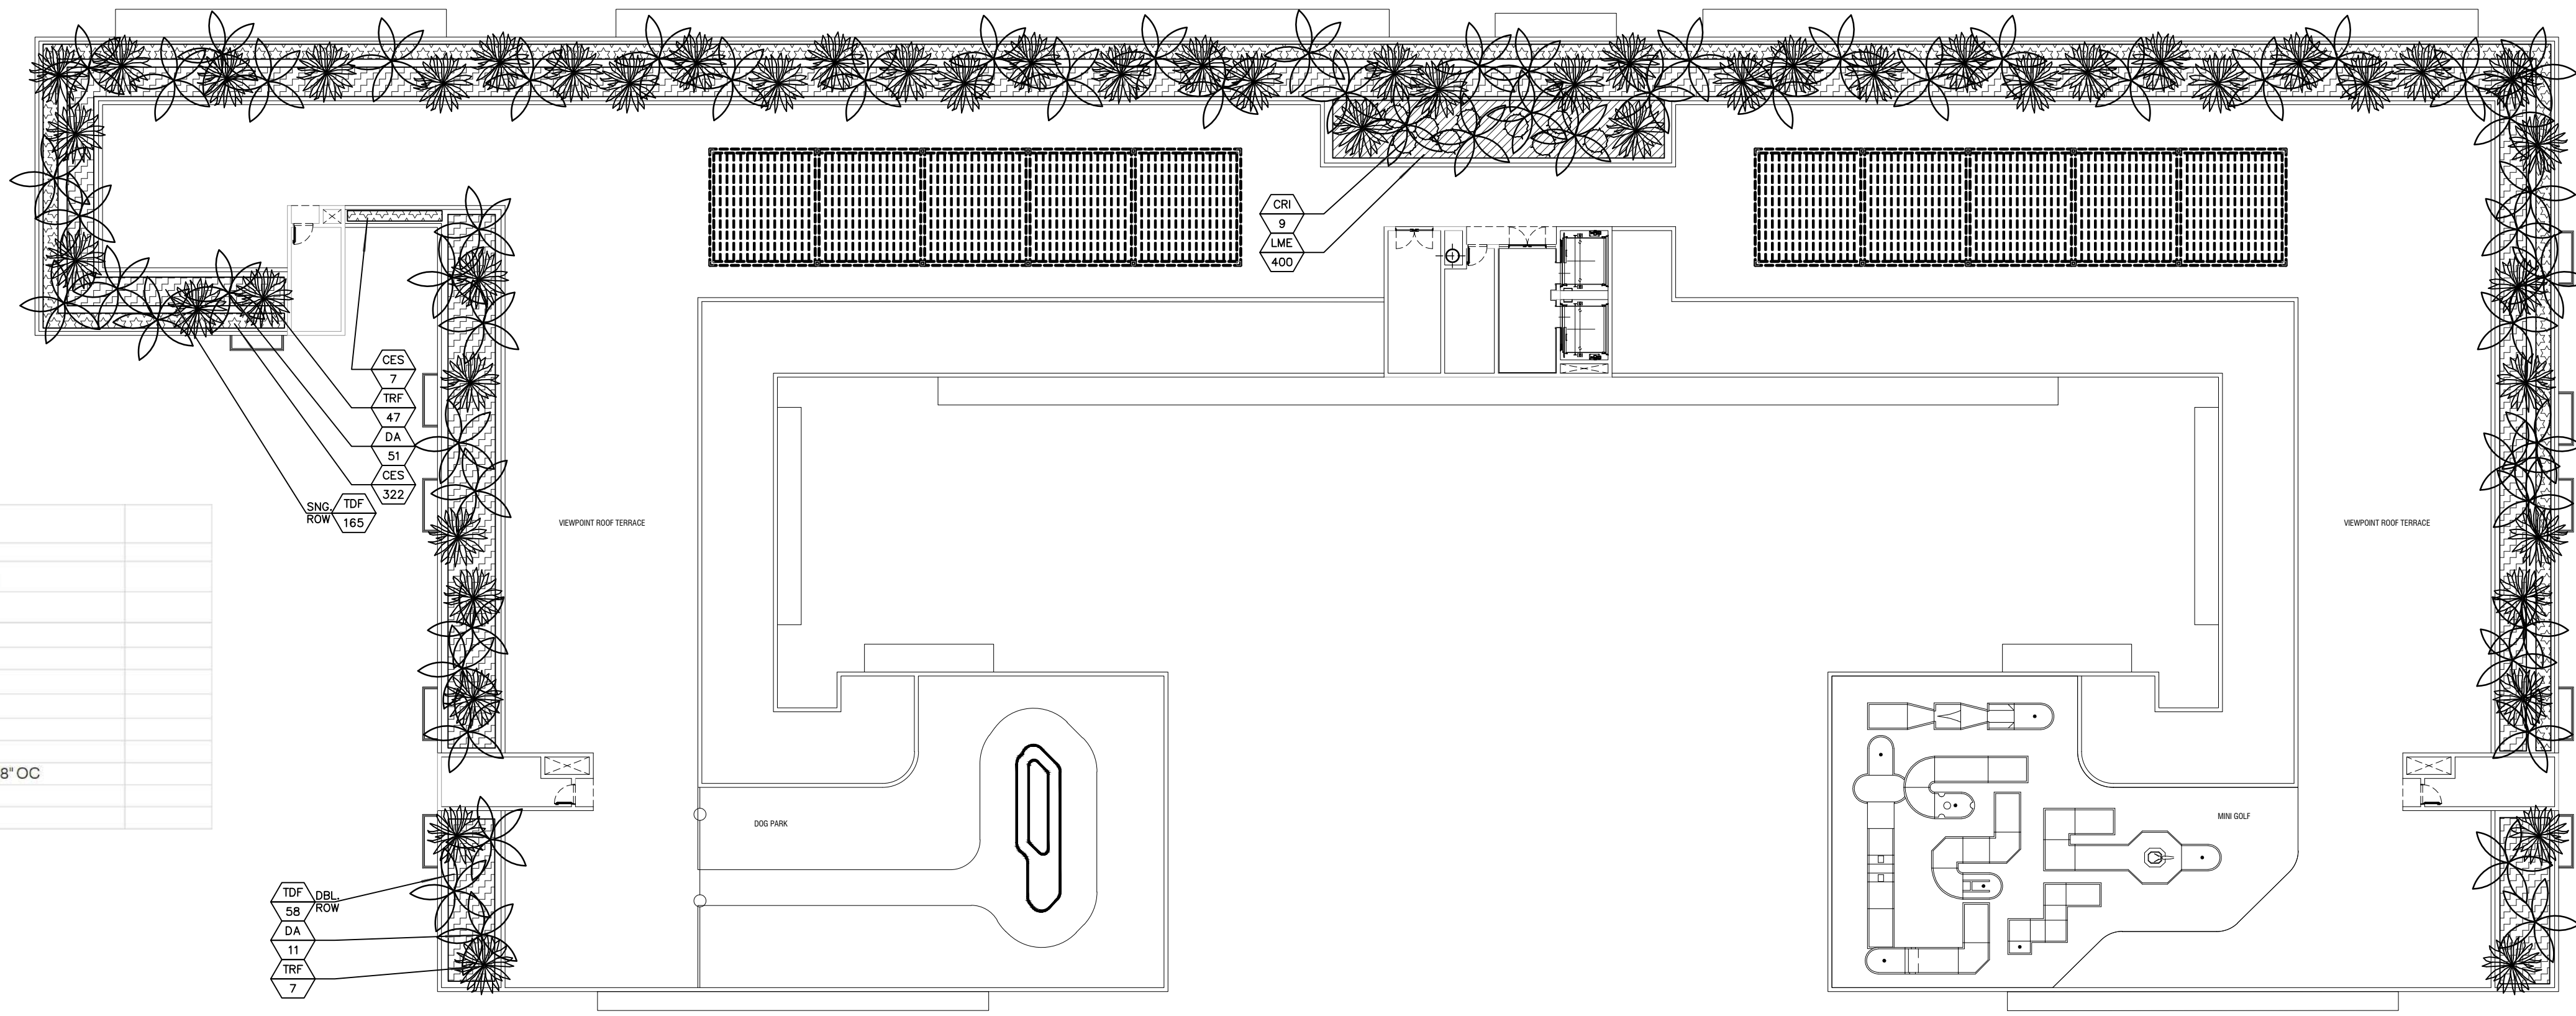 CRI
9
LME
400
CES
7
TRF
47
DA
51
CES
322
SNG.
ROW
TDF
165
VIEWPOINT ROOF TERRACE
VIEWPOINT ROOF TERRACE
8" OC
DOG PARK
MINI GOLF
TDF
58
DBL.
ROW
DA
11
TRF
7